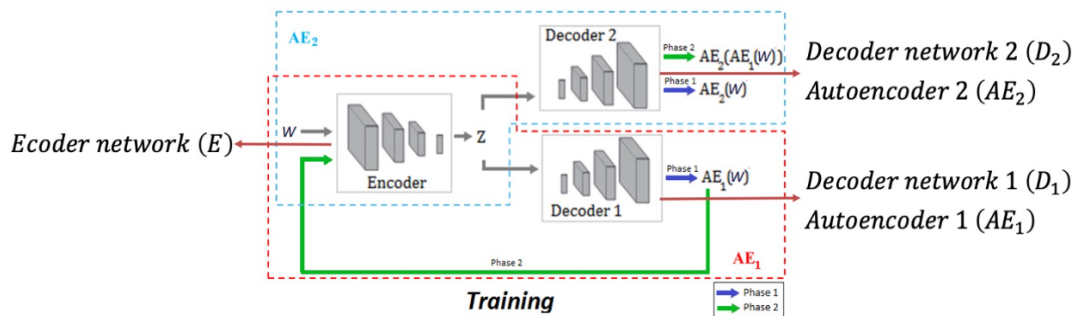 AE₂
Decoder 2
Phase 2
AE₂(AE₁(W))
Phase 1
AE₂(W)
Decoder network 2 (D₂)
Autoencoder 2 (AE₂)
Ecoder network (E)
W
Encoder
Z
Phase 1
AE₁(W)
Decoder 1
Decoder network 1 (D₁)
Autoencoder 1 (AE₁)
Phase 2
AE₁
Training
Phase 1
Phase 2